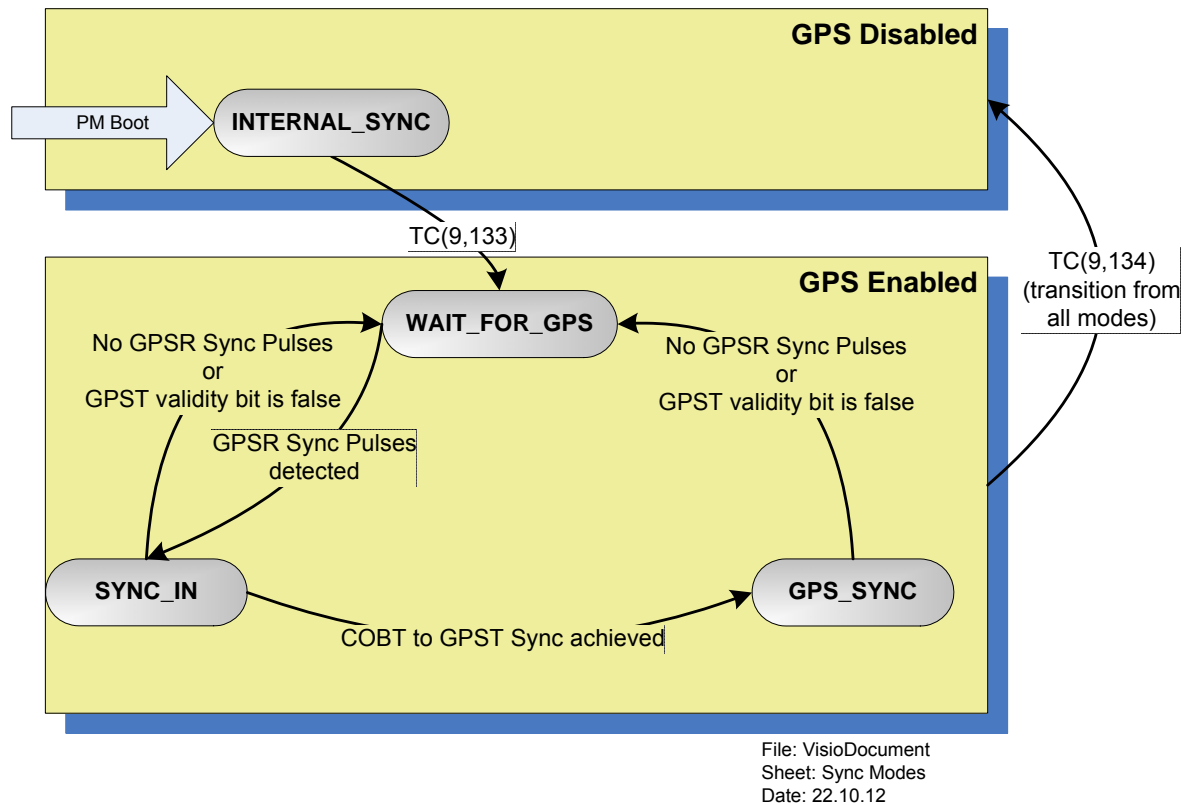 GPS Disabled
PM Boot
INTERNAL_SYNC
TC(9,133)
TC(9,134)
(transition from
all modes)
GPS Enabled
WAIT_FOR_GPS
No GPSR Sync Pulses
or
GPST validity bit is false
No GPSR Sync Pulses
or
GPST validity bit is false
GPSR Sync Pulses
detected
SYNC_IN
GPS_SYNC
COBT to GPST Sync achieved
File: VisioDocument
Sheet: Sync Modes
Date: 22.10.12